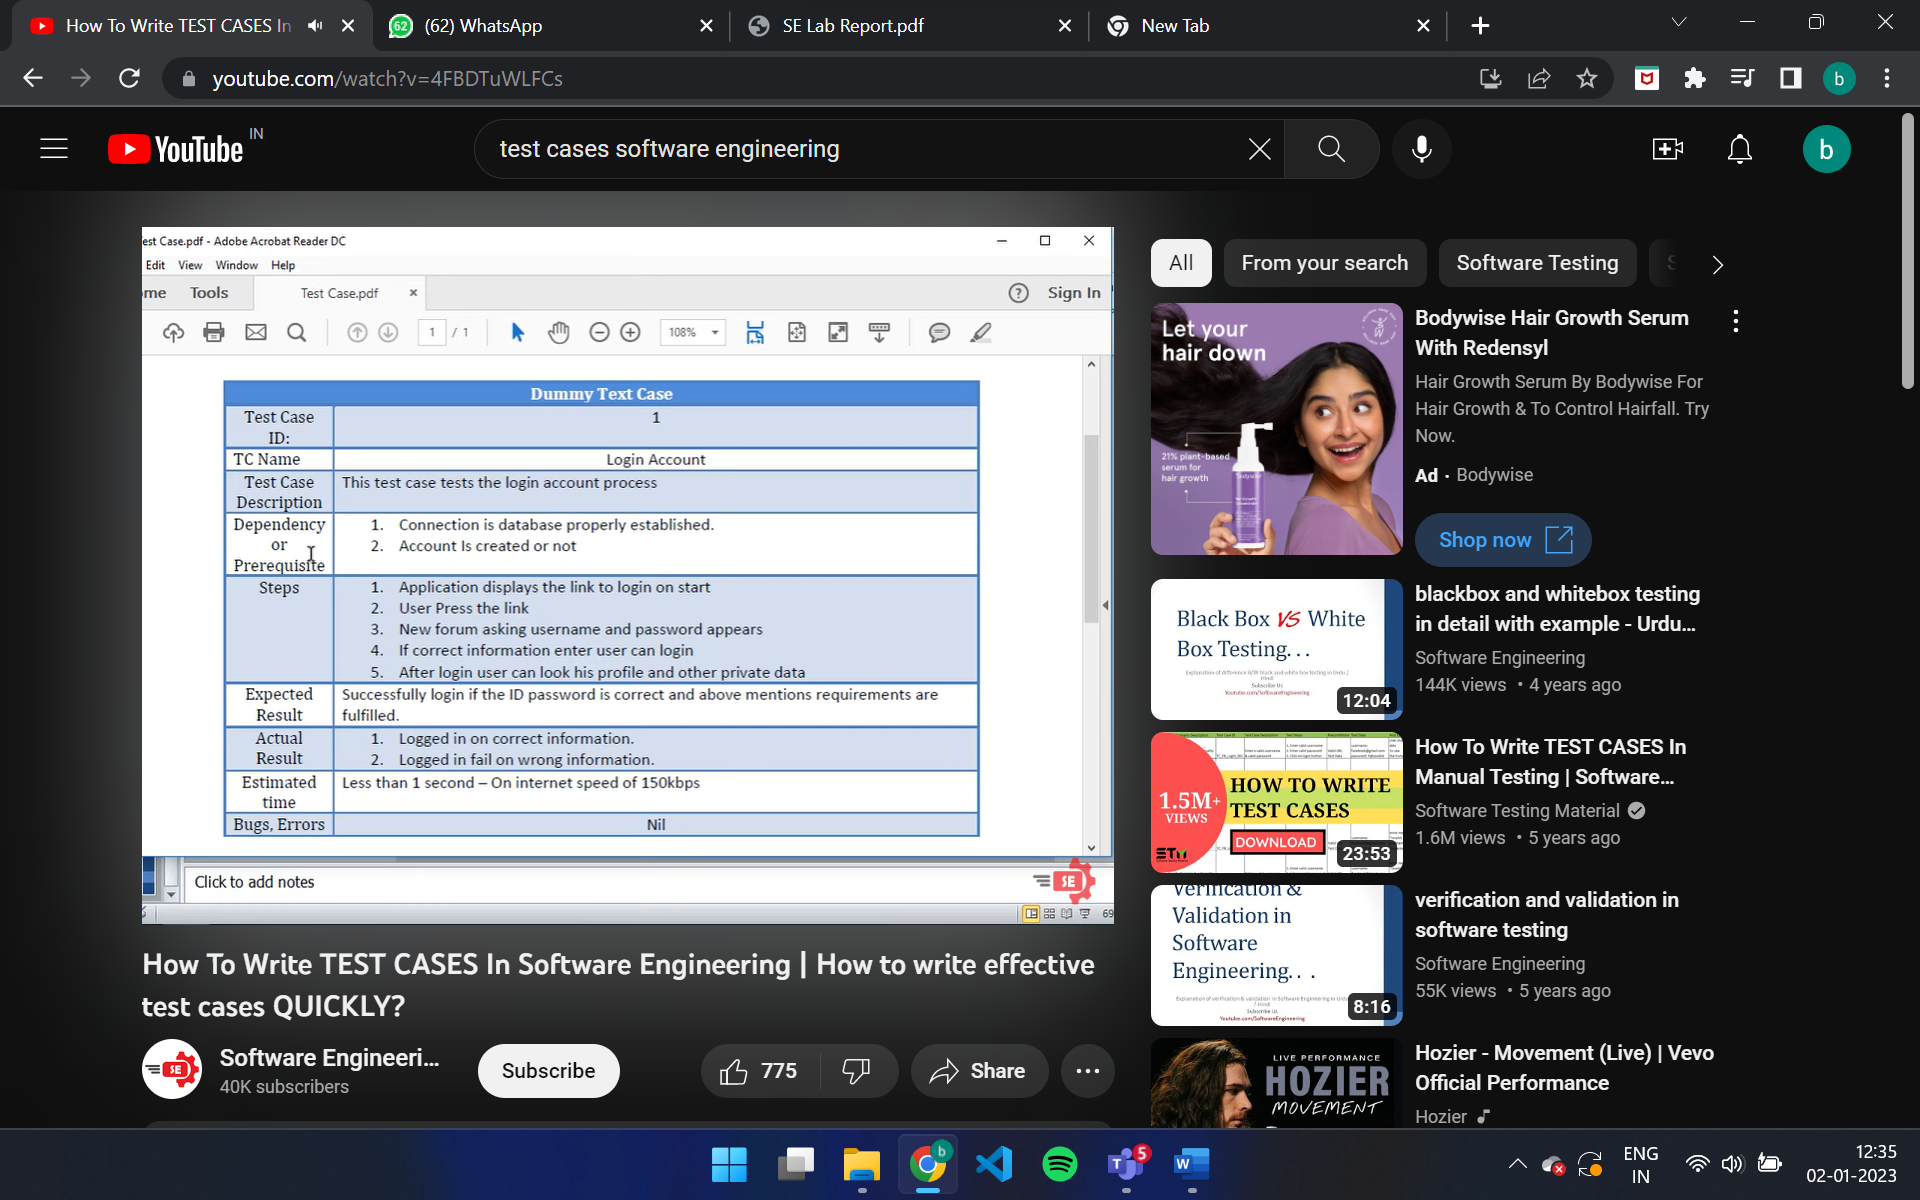 How To Write TEST CASES In
(62) WhatsApp
SE Lab Report.pdf
New Tab
youtube.com/watch?v=4FBDTuWLFCs
b
YouTube IN
test cases software engineering
b
est Case.pdf - Adobe Acrobat Reader DC
Edit View Window Help
me Tools Test Case.pdf × Sign In
1 / 1 108%
Dummy Text Case
Test Case ID: 1
TC Name Login Account
Test Case Description This test case tests the login account process
Dependency or Prerequisite
1. Connection is database properly established.
2. Account Is created or not
Steps
1. Application displays the link to login on start
2. User Press the link
3. New forum asking username and password appears
4. If correct information enter user can login
5. After login user can look his profile and other private data
Expected Result
Successfully login if the ID password is correct and above mentions requirements are
fulfilled.
Actual Result
1. Logged in on correct information.
2. Logged in fail on wrong information.
Estimated time Less than 1 second – On internet speed of 150kbps
Bugs, Errors Nil
Click to add notes
SE
69
How To Write TEST CASES In Software Engineering | How to write effective
test cases QUICKLY?
SE
Software Engineeri...
40K subscribers
Subscribe
775
Share
All
From your search
Software Testing
Let your
hair down
21% plant-based
serum for
hair growth
Bodywise Hair Growth Serum
With Redensyl
Hair Growth Serum By Bodywise For
Hair Growth & To Control Hairfall. Try
Now.
Ad · Bodywise
Shop now
Black Box VS White
Box Testing...
Subscribe Us
Youtube.com/SoftwareEngineering
12:04
blackbox and whitebox testing
in detail with example - Urdu...
Software Engineering
144K views • 4 years ago
1.5M+
VIEWS
HOW TO WRITE
TEST CASES
DOWNLOAD
STM
23:53
How To Write TEST CASES In
Manual Testing | Software...
Software Testing Material
1.6M views • 5 years ago
Verification &
Validation in
Software
Engineering. . .
Subscribe Us
Youtube.com/SoftwareEngineering
8:16
verification and validation in
software testing
Software Engineering
55K views • 5 years ago
LIVE PERFORMANCE
HOZIER
MOVEMENT
Hozier - Movement (Live) | Vevo
Official Performance
Hozier
b
5
ENG
IN
12:35
02-01-2023